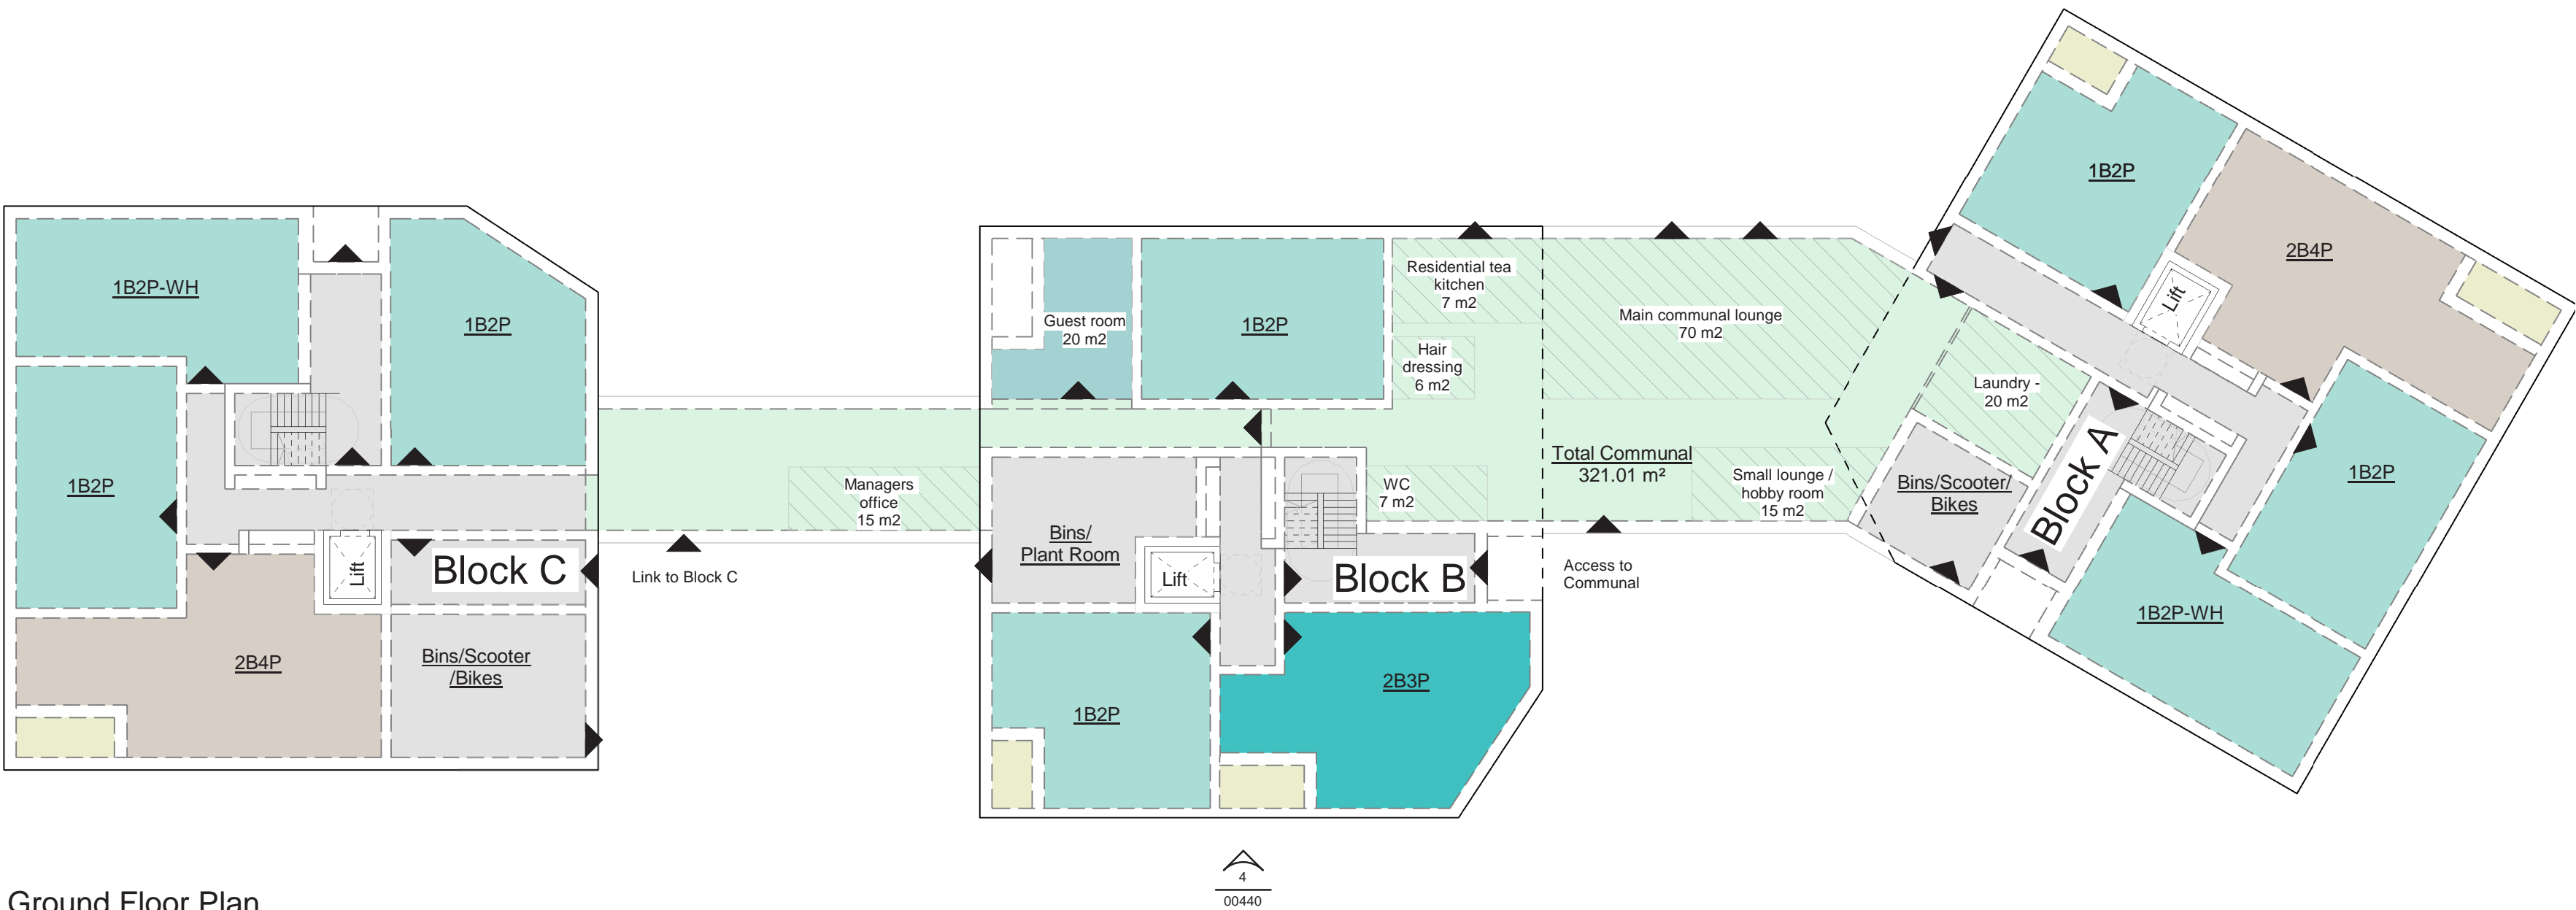 1B2P-WH
1B2P
1B2P
2B4P
Lift
Block C
Bins/Scooter
/Bikes
Link to Block C
Managers
office
15 m2
Guest room
20 m2
1B2P
Residential tea
kitchen
7 m2
Hair
dressing
6 m2
Main communal lounge
70 m2
Total Communal
321.01 m²
WC
7 m2
Small lounge /
hobby room
15 m2
Bins/
Plant Room
Lift
Block B
Access to
Communal
1B2P
2B3P
1B2P
2B4P
Lift
Laundry -
20 m2
Bins/Scooter/
Bikes
Block A
1B2P
1B2P-WH
4
00440
Ground Floor Plan